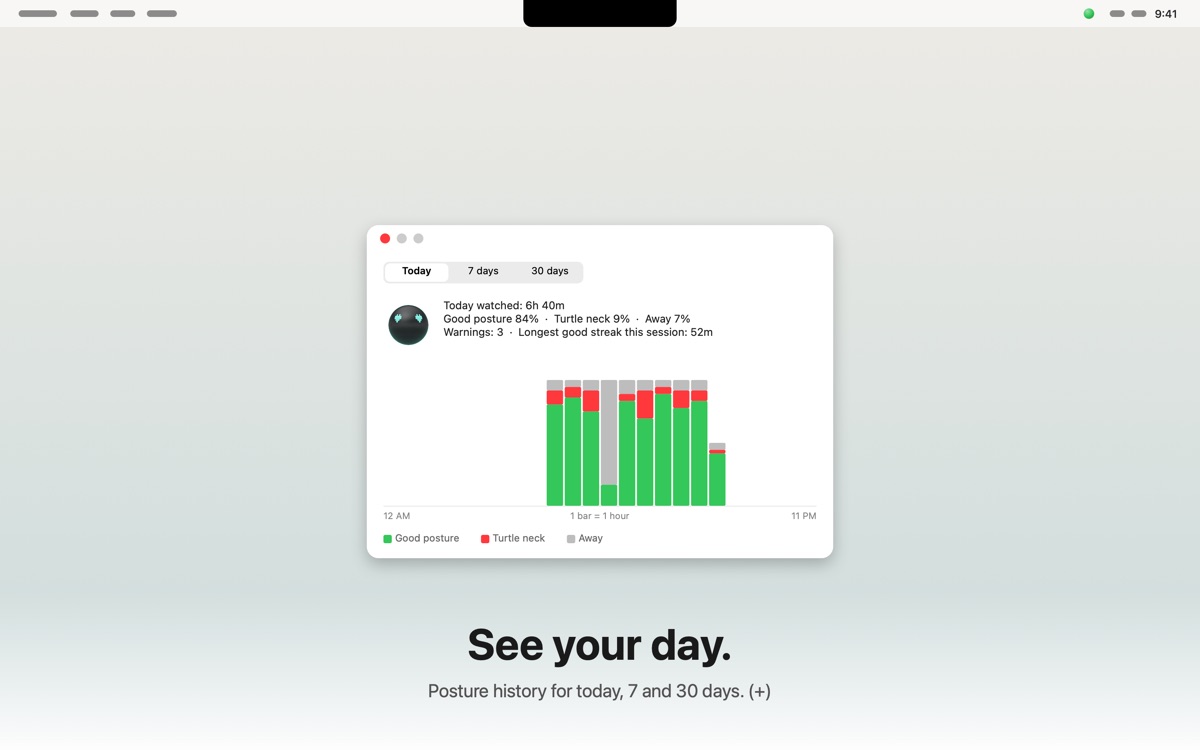 9:41
Today 7 days 30 days
Today watched: 6h 40m
Good posture 84% · Turtle neck 9% · Away 7%
Warnings: 3 · Longest good streak this session: 52m
12 AM 1 bar = 1 hour 11 PM
Good posture Turtle neck Away
See your day.
Posture history for today, 7 and 30 days. (+)